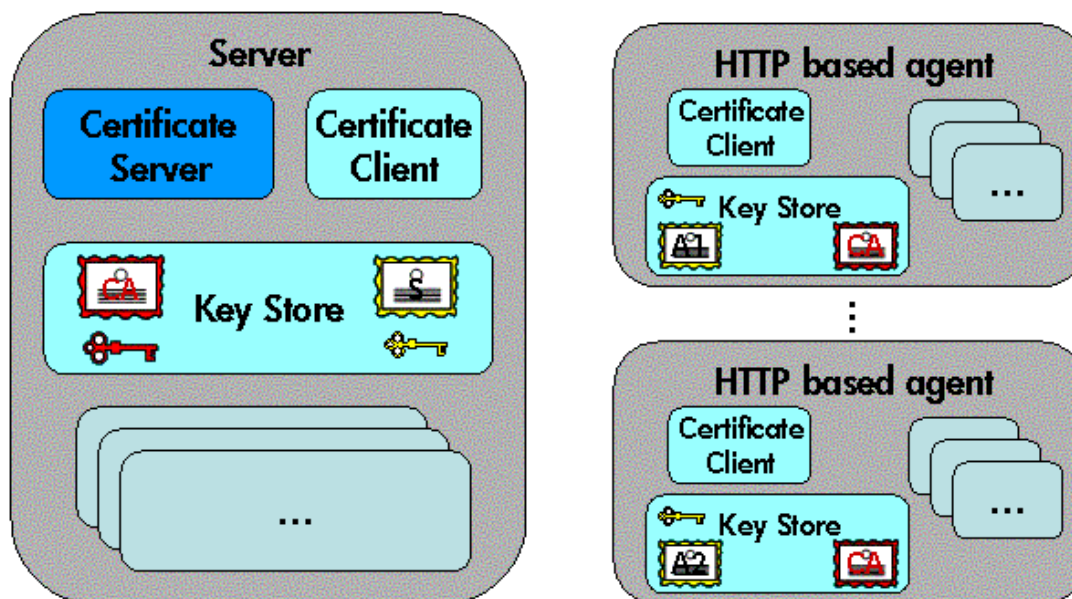 Server
Certificate
Server
Certificate
Client
CA
Key Store
S
...
HTTP based agent
Certificate
Client
...
Key Store
A1
CA
...
HTTP based agent
Certificate
Client
...
Key Store
A2
CA